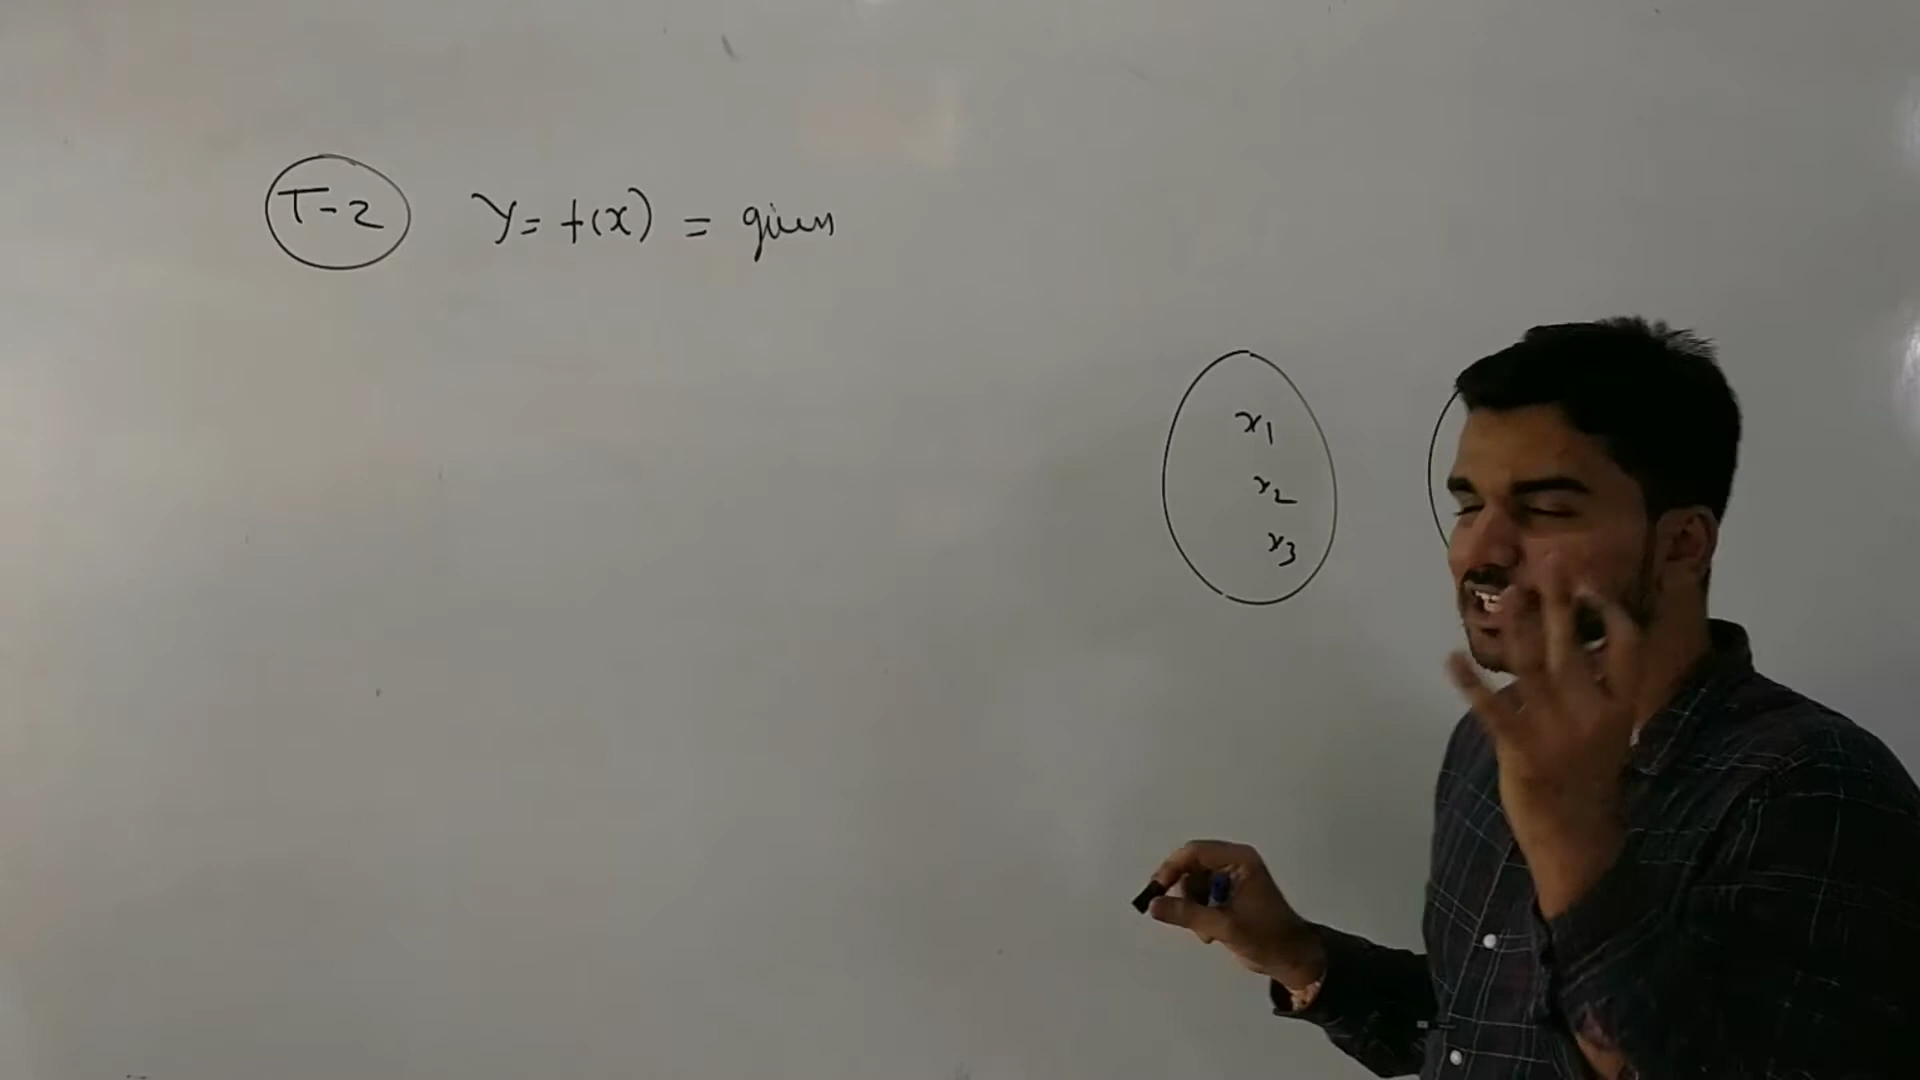 T-2 y = f(x) = given
x1
x2
x3